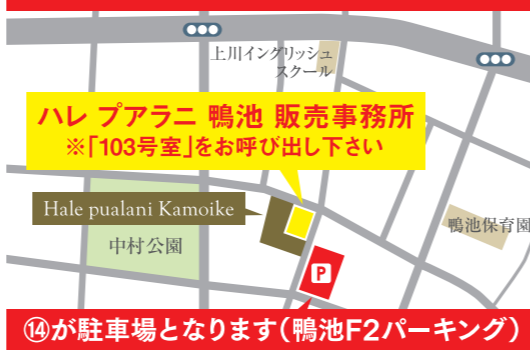 上川イングリッシュ
スクール
ハレ プアラニ 鴨池 販売事務所
※「103号室」をお呼び出し下さい
Hale pualani Kamoike
中村公園
鴨池保育園
P
⑭が駐車場となります(鴨池F2パーキング)